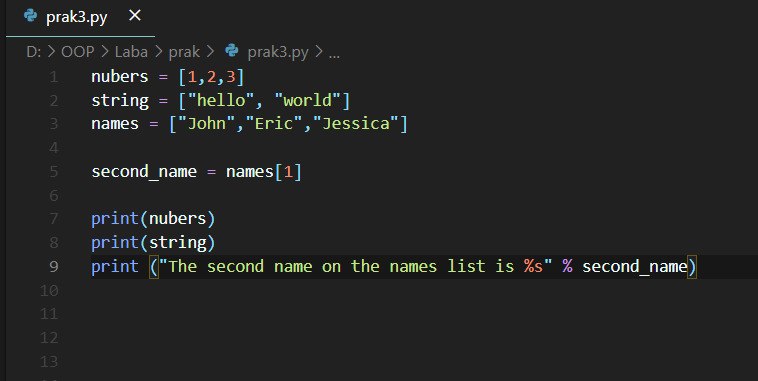 prak3.py ×
D: > OOP > Laba > prak > prak3.py > ...
1 nubers = [1,2,3]
2 string = ["hello", "world"]
3 names = ["John","Eric","Jessica"]
4
5 second_name = names[1]
6
7 print(nubers)
8 print(string)
9 print ("The second name on the names list is %s" % second_name)
10
11
12
13